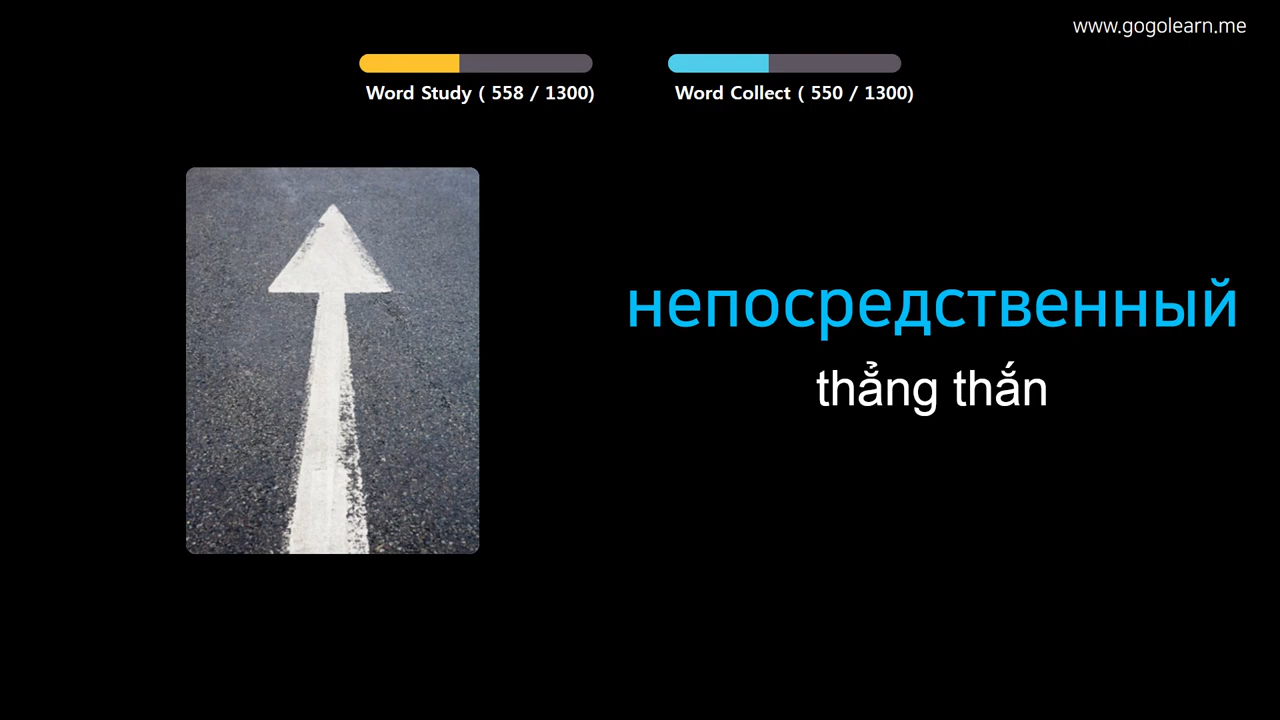 www.gogolearn.me
Word Study ( 558 / 1300)
Word Collect ( 550 / 1300)
непосредственный
thẳng thắn